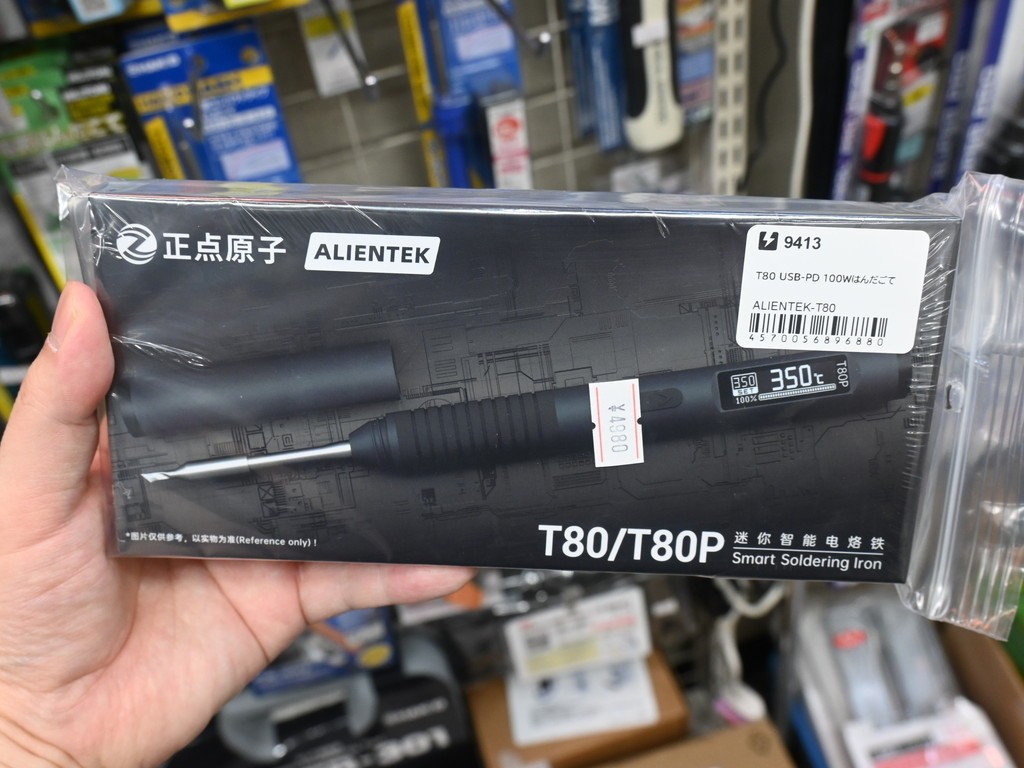 正点原子 ALIENTEK
9413
T80 USB-PD 100Wはんだごて
ALIENTEK-T80
4570056896880
350
SET
100%
350℃
T80P
¥4980
*图片仅供参考，以实物为准(Reference only)！
T80/T80P
迷你智能电烙铁
Smart Soldering Iron